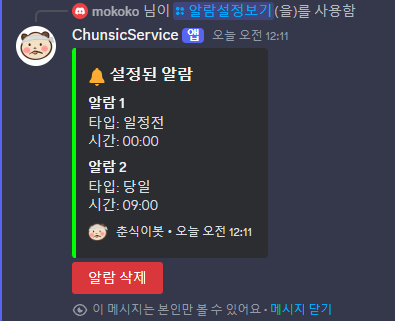 mokoko 님이 알람설정보기(을)를 사용함
ChunsicService 앱 오늘 오전 12:11
🔔 설정된 알람
알람 1
타입: 일정전
시간: 00:00
알람 2
타입: 당일
시간: 09:00
춘식이봇 • 오늘 오전 12:11
알람 삭제
이 메시지는 본인만 볼 수 있어요 • 메시지 닫기